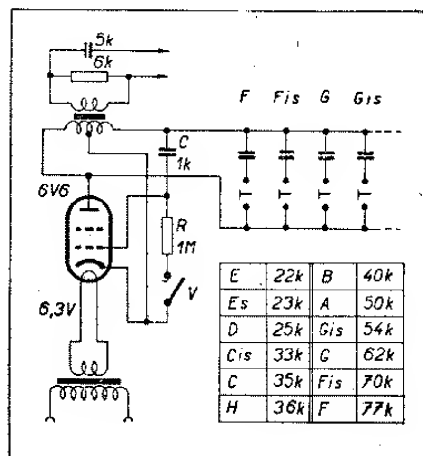 5k
6k
F Fis G Gis
C
1k
6V6
R
1M
V
6,3V
E 22k B 40k
Es 23k A 50k
D 25k Gis 54k
Cis 33k G 62k
C 35k Fis 70k
H 36k F 77k